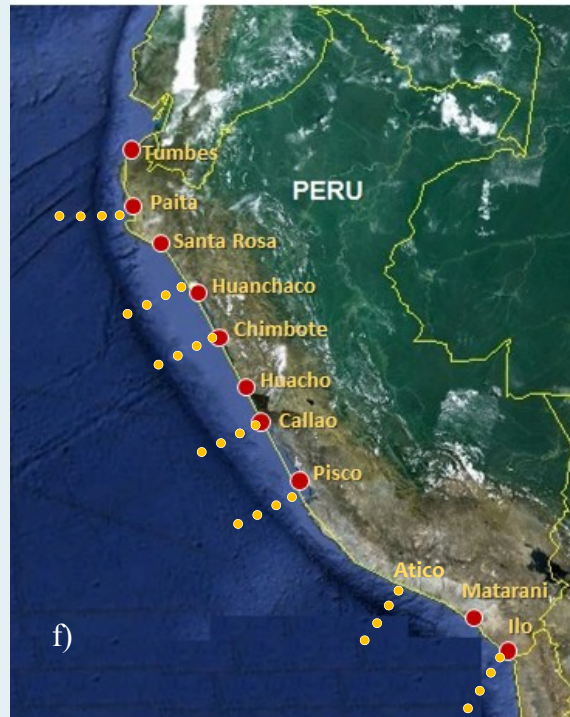 Tumbes
PERU
Paita
Santa Rosa
Huanchaco
Chimbote
Huacho
Callao
Pisco
Atico
Matarani
Ilo
f)